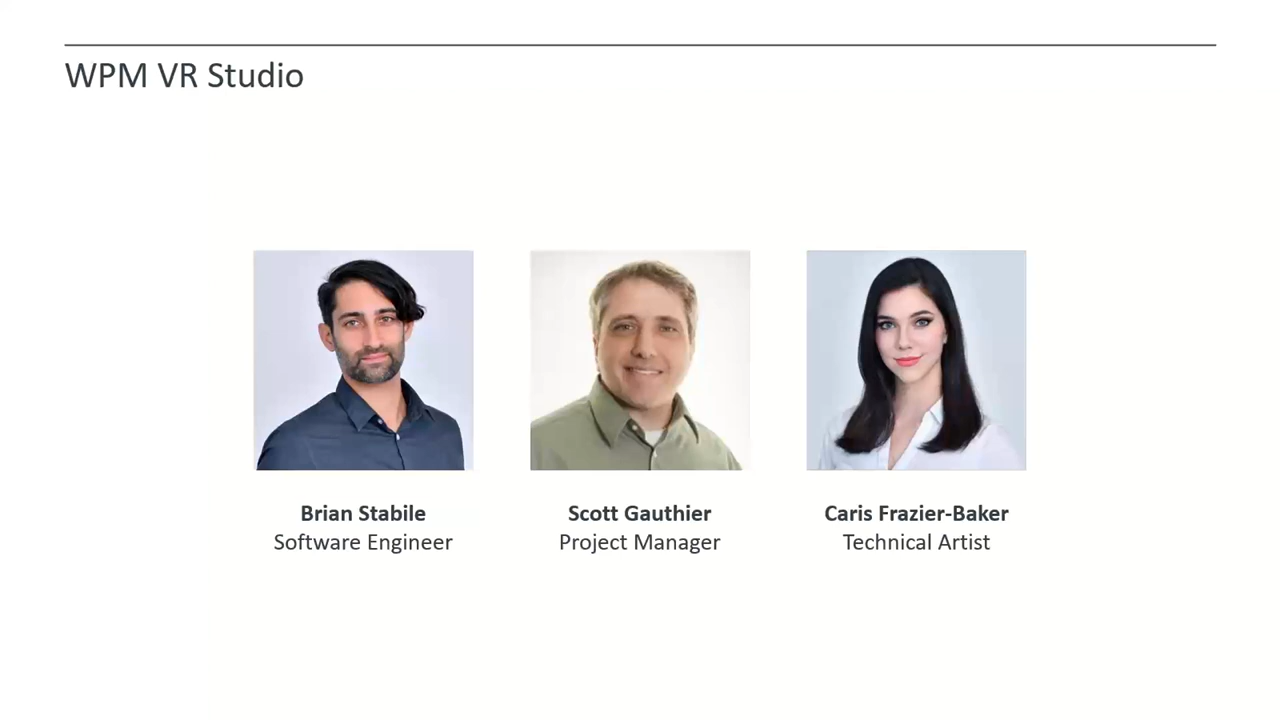 WPM VR Studio
Brian Stabile
Software Engineer
Scott Gauthier
Project Manager
Caris Frazier-Baker
Technical Artist